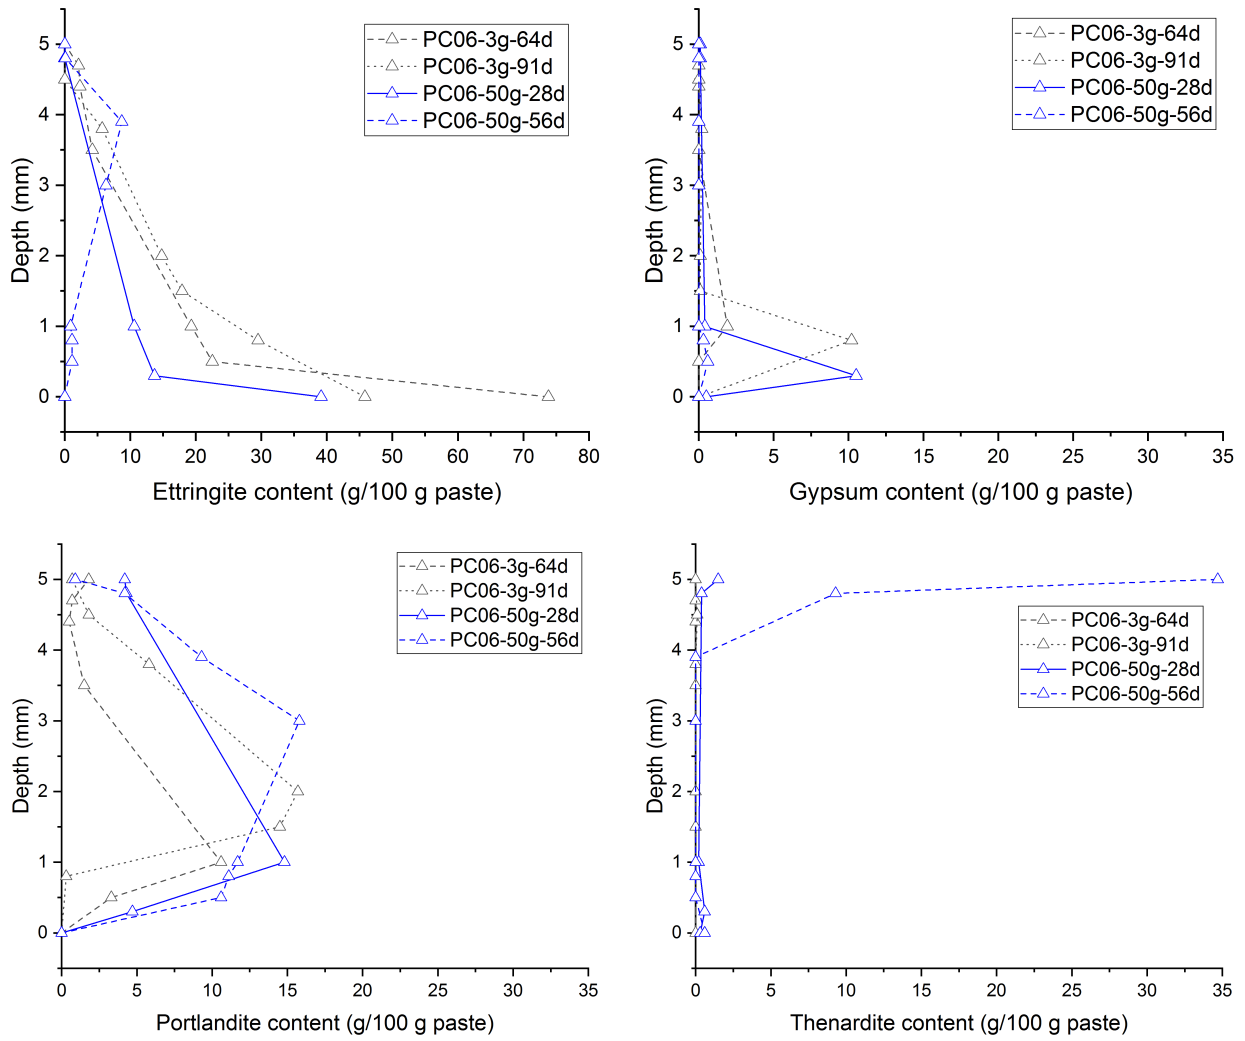 PC06-3g-64d
PC06-3g-91d
PC06-50g-28d
PC06-50g-56d
5
4
3
2
1
0
Depth (mm)
0 10 20 30 40 50 60 70 80
Ettringite content (g/100 g paste)
PC06-3g-64d
PC06-3g-91d
PC06-50g-28d
PC06-50g-56d
5
4
3
2
1
0
Depth (mm)
0 5 10 15 20 25 30 35
Gypsum content (g/100 g paste)
PC06-3g-64d
PC06-3g-91d
PC06-50g-28d
PC06-50g-56d
5
4
3
2
1
0
Depth (mm)
0 5 10 15 20 25 30 35
Portlandite content (g/100 g paste)
PC06-3g-64d
PC06-3g-91d
PC06-50g-28d
PC06-50g-56d
5
4
3
2
1
0
Depth (mm)
0 5 10 15 20 25 30 35
Thenardite content (g/100 g paste)